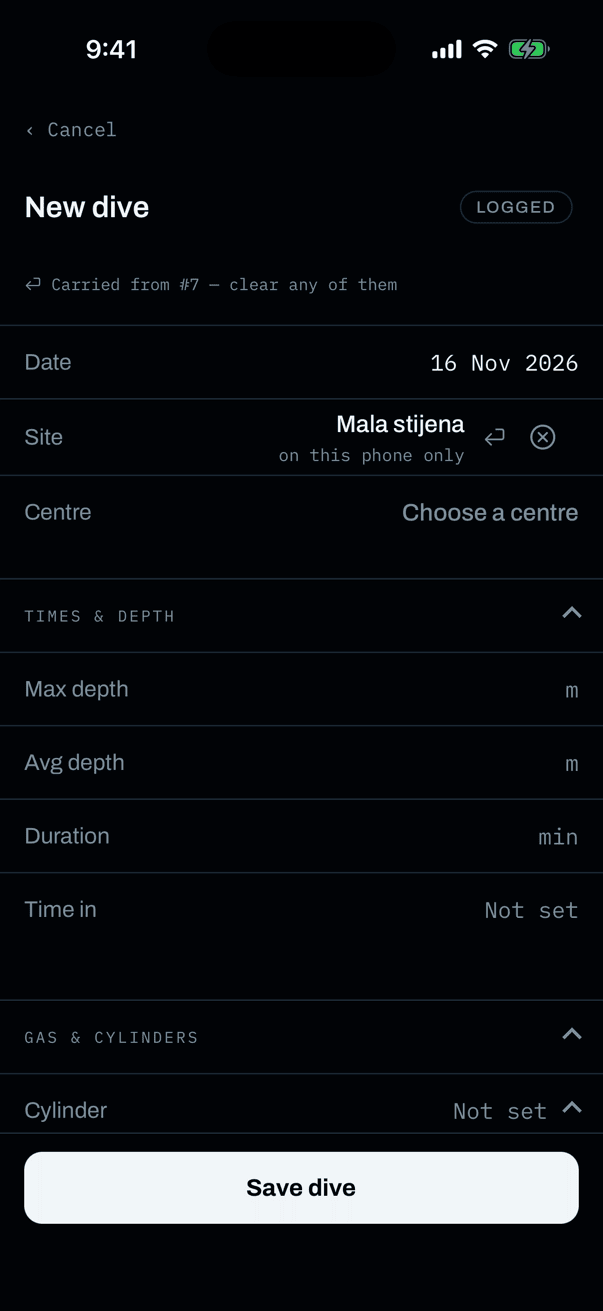 9:41
‹ Cancel
New dive
LOGGED
Carried from #7 — clear any of them
Date
16 Nov 2026
Site
Mala stijena
on this phone only
Centre
Choose a centre
TIMES & DEPTH
Max depth
m
Avg depth
m
Duration
min
Time in
Not set
GAS & CYLINDERS
Cylinder
Not set
Save dive